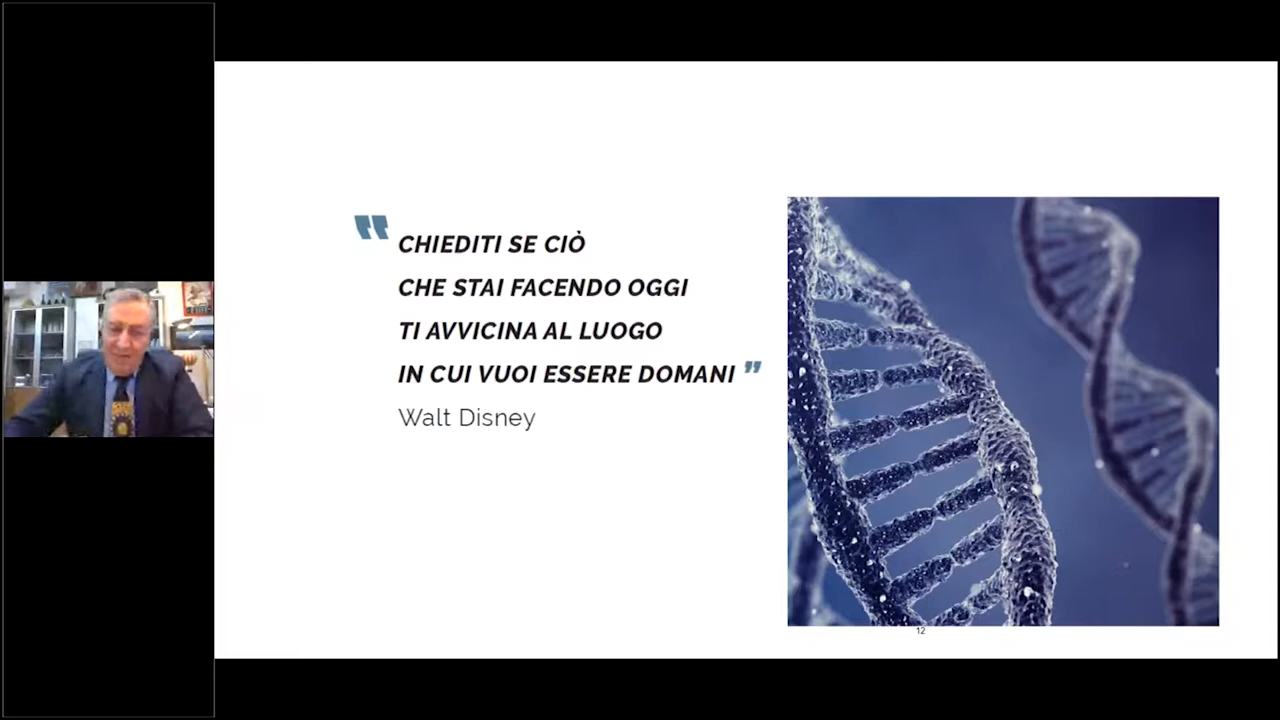 " CHIEDITI SE CIÒ
CHE STAI FACENDO OGGI
TI AVVICINA AL LUOGO
IN CUI VUOI ESSERE DOMANI "
Walt Disney
12